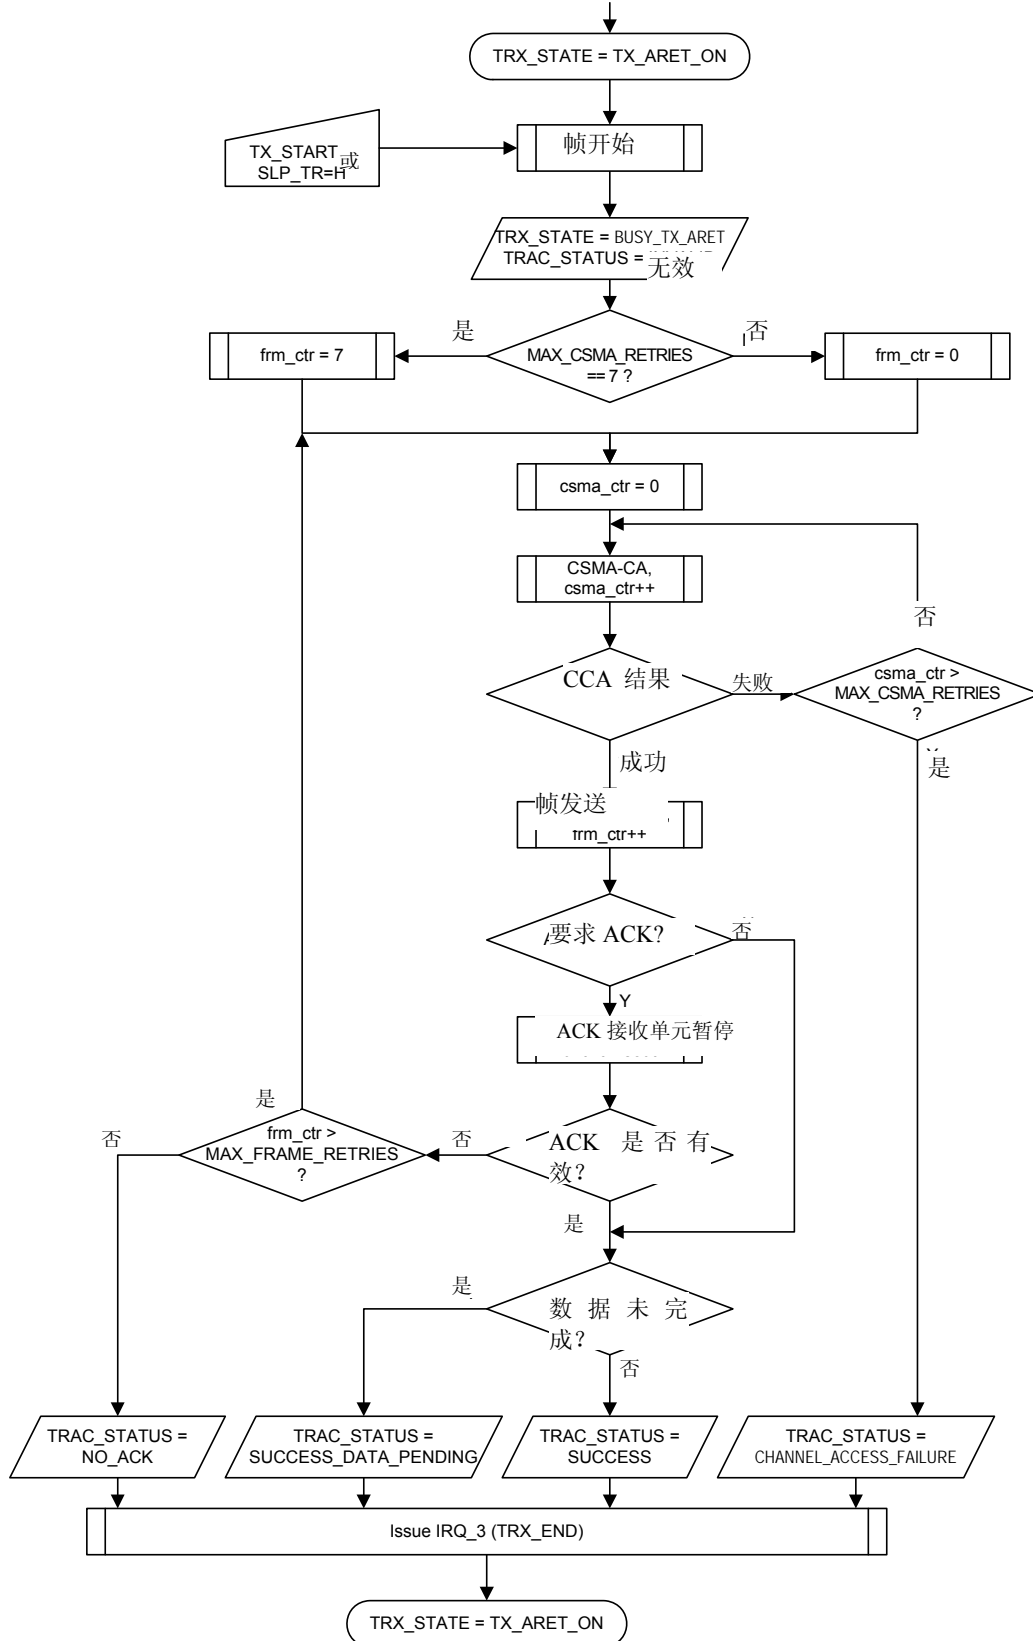 TRX_STATE = TX_ARET_ON
帧开始
TX_START 或
SLP_TR=H
TRX_STATE = BUSY_TX_ARET
TRAC_STATUS =
无效
是
否
frm_ctr = 7
MAX_CSMA_RETRIES
== 7 ?
frm_ctr = 0
csma_ctr = 0
CSMA-CA,
csma_ctr++
否
CCA 结果
失败
csma_ctr >
MAX_CSMA_RETRIES
?
成功
是
帧发送
frm_ctr++
要求 ACK?
否
Y
ACK 接收单元暂停
是
否
frm_ctr >
MAX_FRAME_RETRIES
?
否
ACK 是否有
效?
是
是
数据未完
成?
否
TRAC_STATUS =
NO_ACK
TRAC_STATUS =
SUCCESS_DATA_PENDING
TRAC_STATUS =
SUCCESS
TRAC_STATUS =
CHANNEL_ACCESS_FAILURE
Issue IRQ_3 (TRX_END)
TRX_STATE = TX_ARET_ON